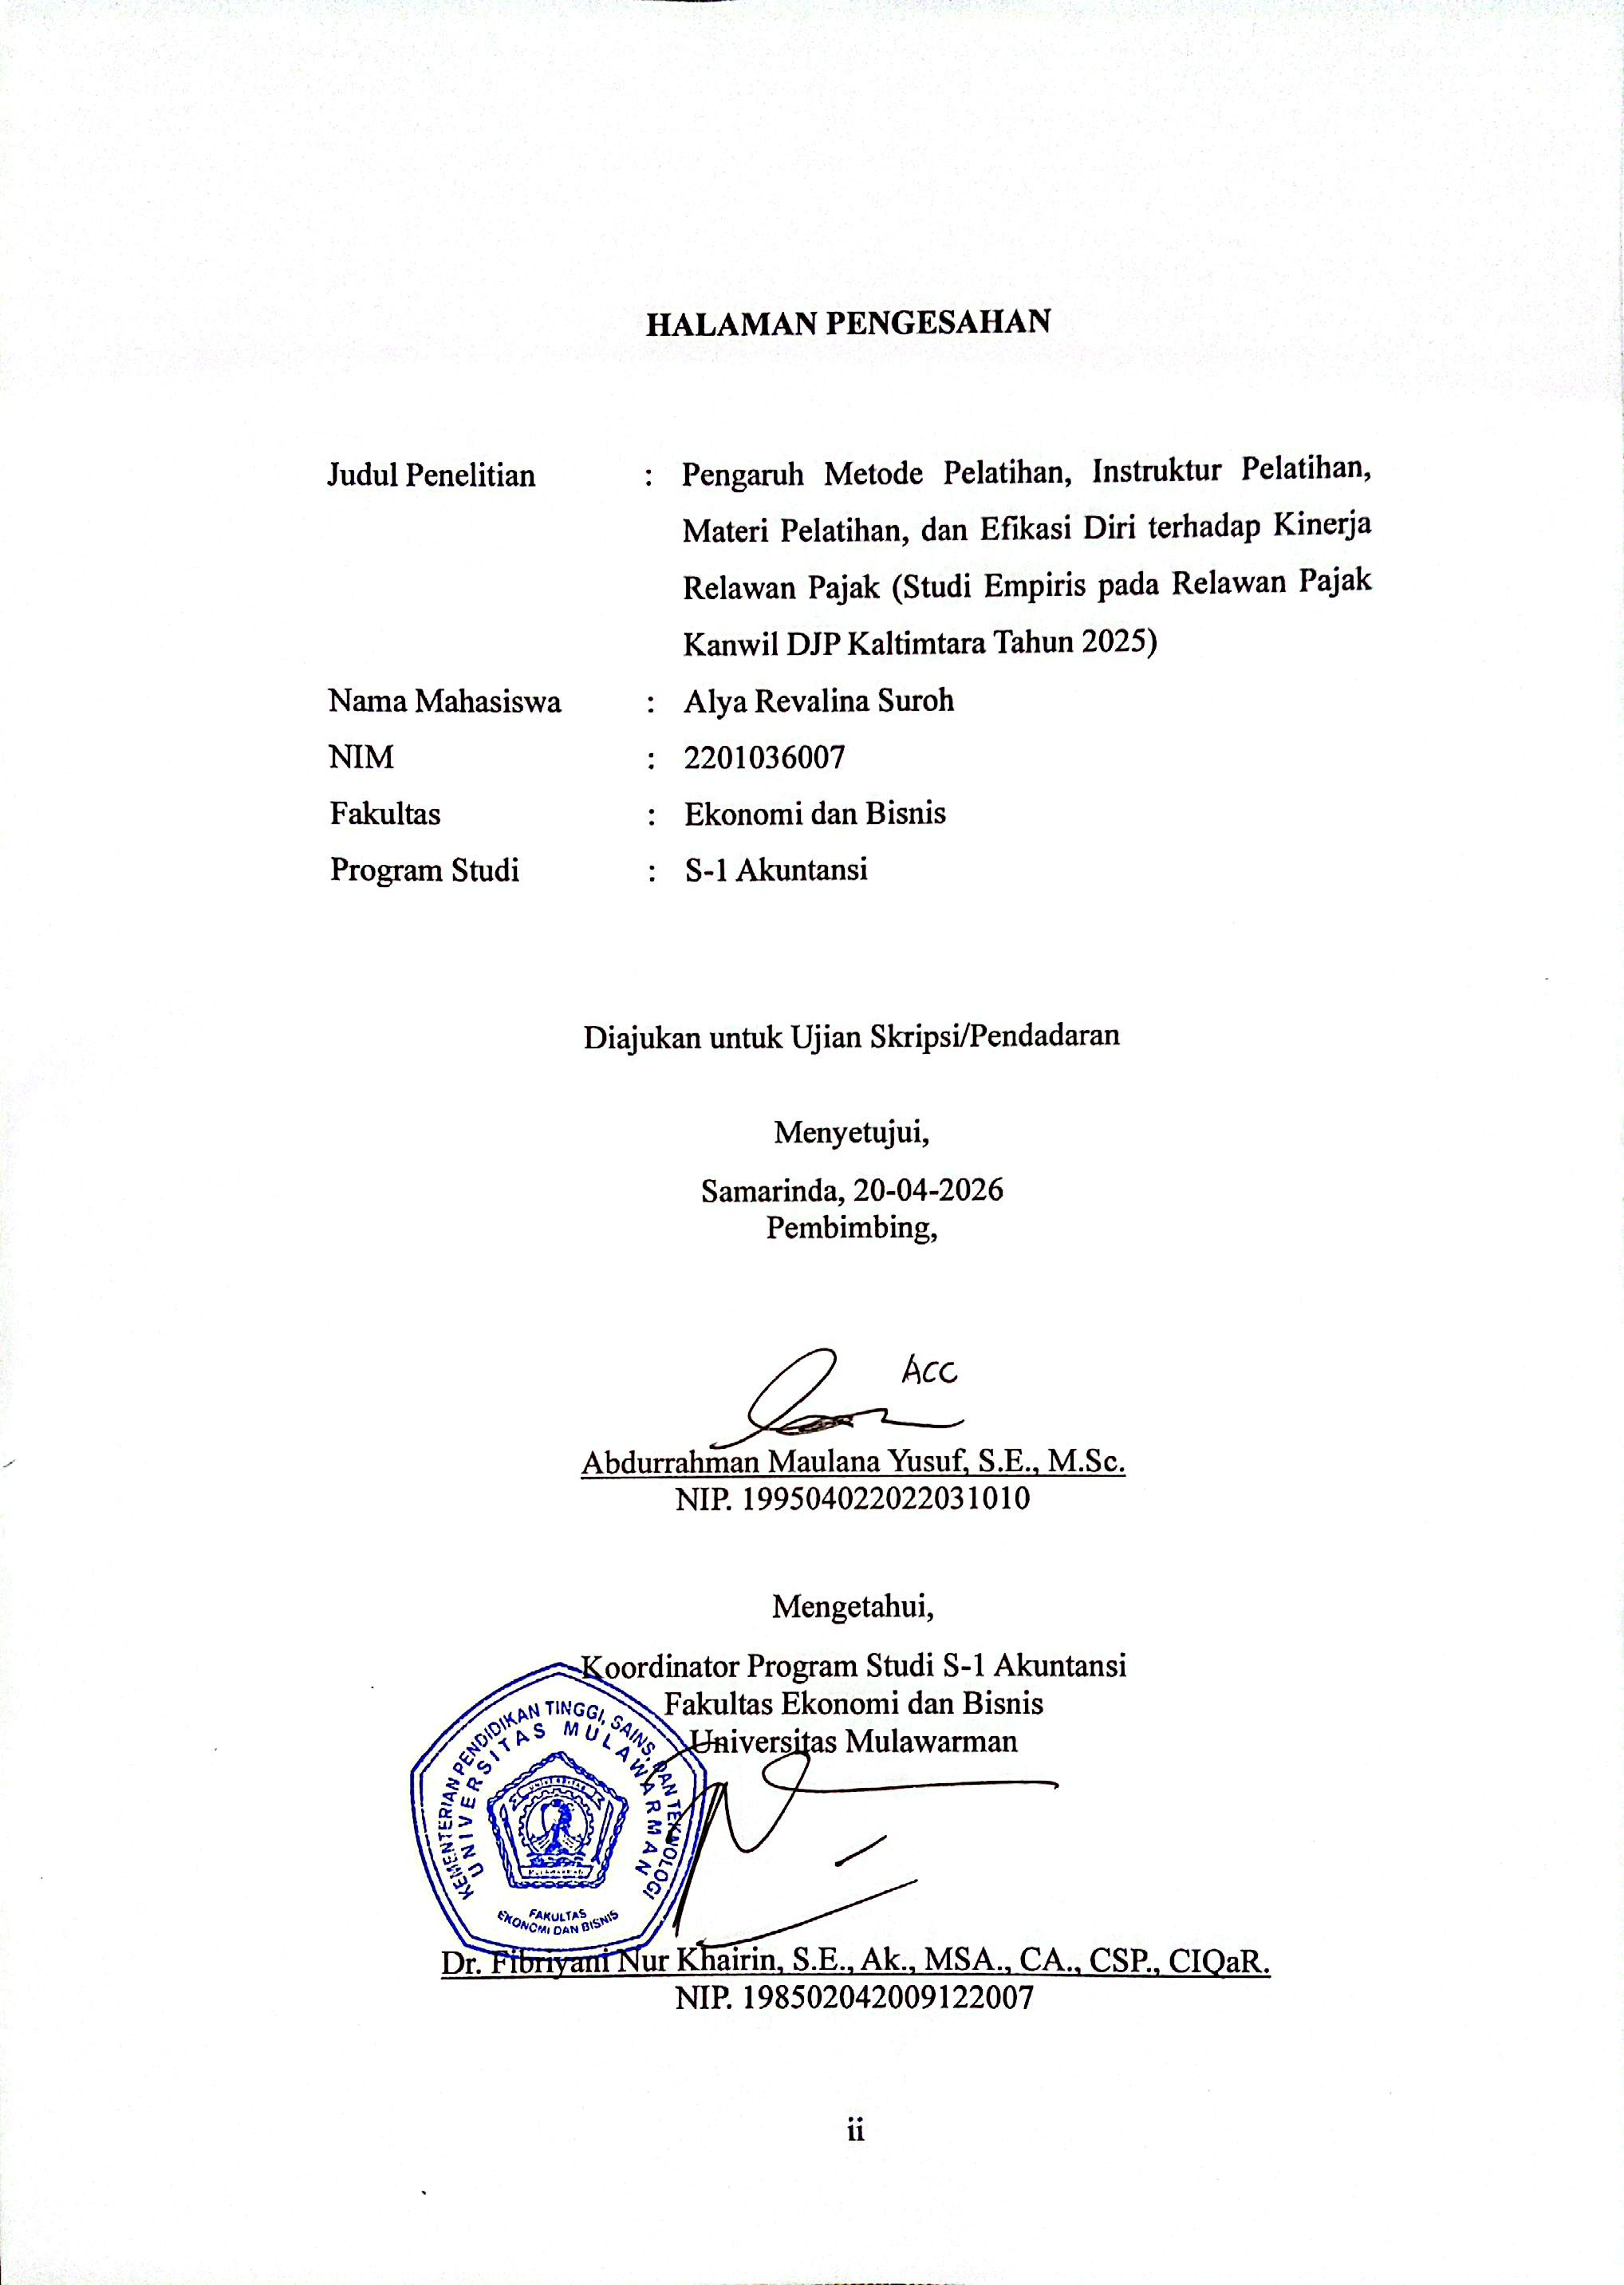 HALAMAN PENGESAHAN
Judul Penelitian : Pengaruh Metode Pelatihan, Instruktur Pelatihan,
Materi Pelatihan, dan Efikasi Diri terhadap Kinerja
Relawan Pajak (Studi Empiris pada Relawan Pajak
Kanwil DJP Kaltimtara Tahun 2025)
Nama Mahasiswa : Alya Revalina Suroh
NIM : 2201036007
Fakultas : Ekonomi dan Bisnis
Program Studi : S-1 Akuntansi
Diajukan untuk Ujian Skripsi/Pendadaran
Menyetujui,
Samarinda, 20-04-2026
Pembimbing,
ACC
Abdurrahman Maulana Yusuf, S.E., M.Sc.
NIP. 199504022022031010
Mengetahui,
Koordinator Program Studi S-1 Akuntansi
Fakultas Ekonomi dan Bisnis
Universitas Mulawarman
KEMENTERIAN PENDIDIKAN TINGGI, SAINS, DAN TEKNOLOGI
UNIVERSITAS MULAWARMAN
FAKULTAS
EKONOMI DAN BISNIS
Dr. Fibriyani Nur Khairin, S.E., Ak., MSA., CA., CSP., CIQaR.
NIP. 198502042009122007
ii